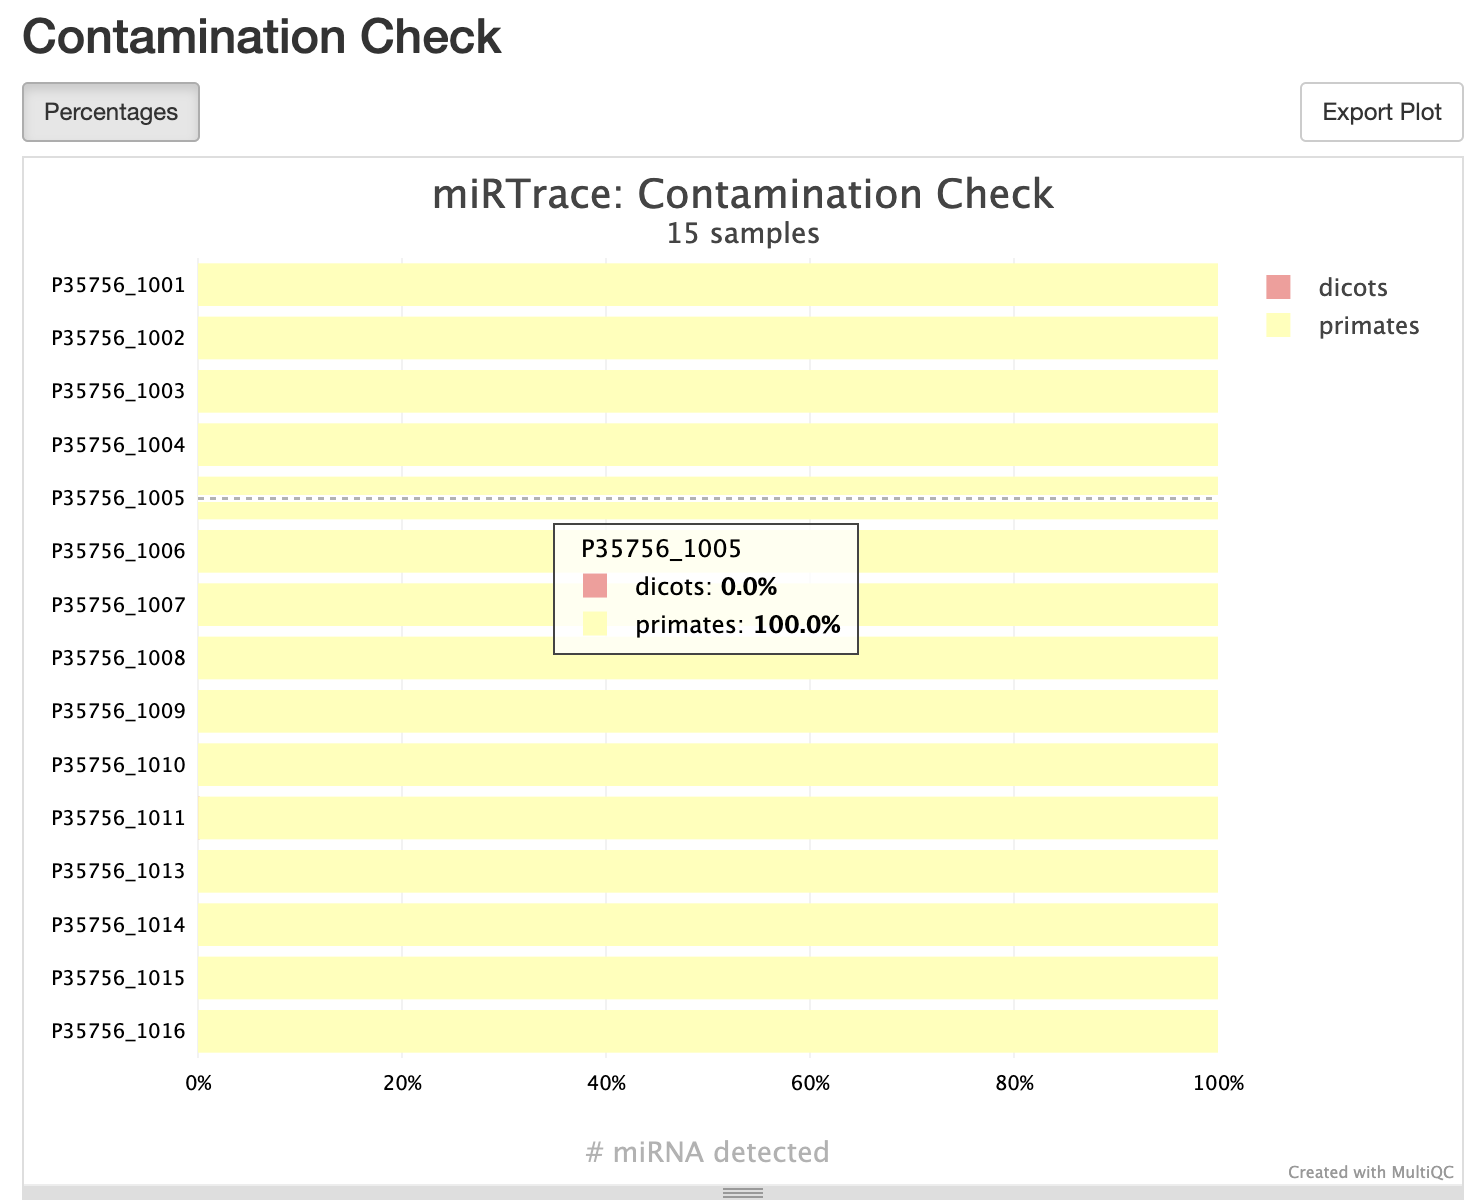 Contamination Check
Percentages
Export Plot
miRTrace: Contamination Check
15 samples
P35756_1001
P35756_1002
P35756_1003
P35756_1004
P35756_1005
P35756_1006
P35756_1007
P35756_1008
P35756_1009
P35756_1010
P35756_1011
P35756_1013
P35756_1014
P35756_1015
P35756_1016
dicots
primates
P35756_1005
dicots: 0.0%
primates: 100.0%
0% 20% 40% 60% 80% 100%
# miRNA detected
Created with MultiQC